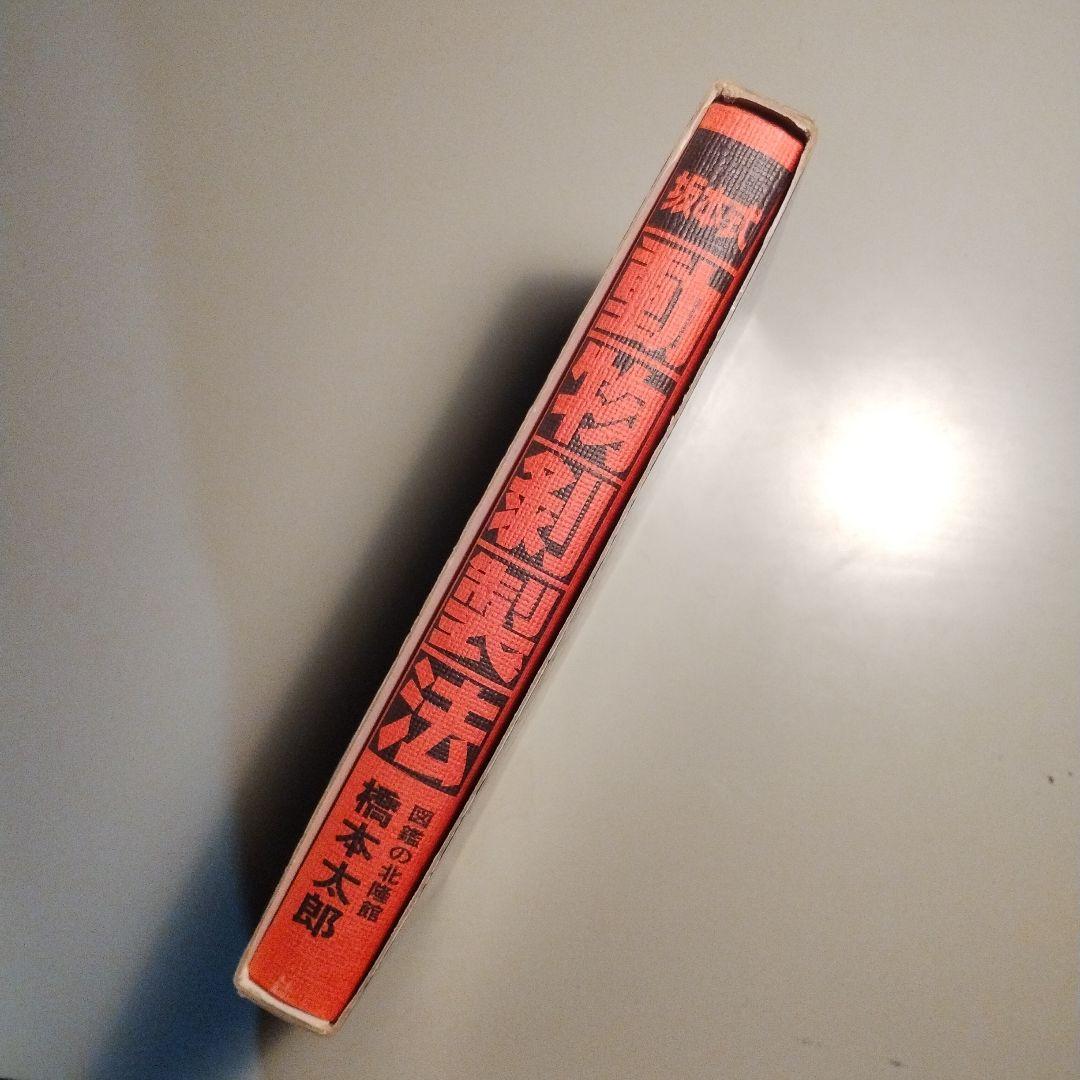 坂本式
動物剥製法
図鑑の北隆館
橋本太郎